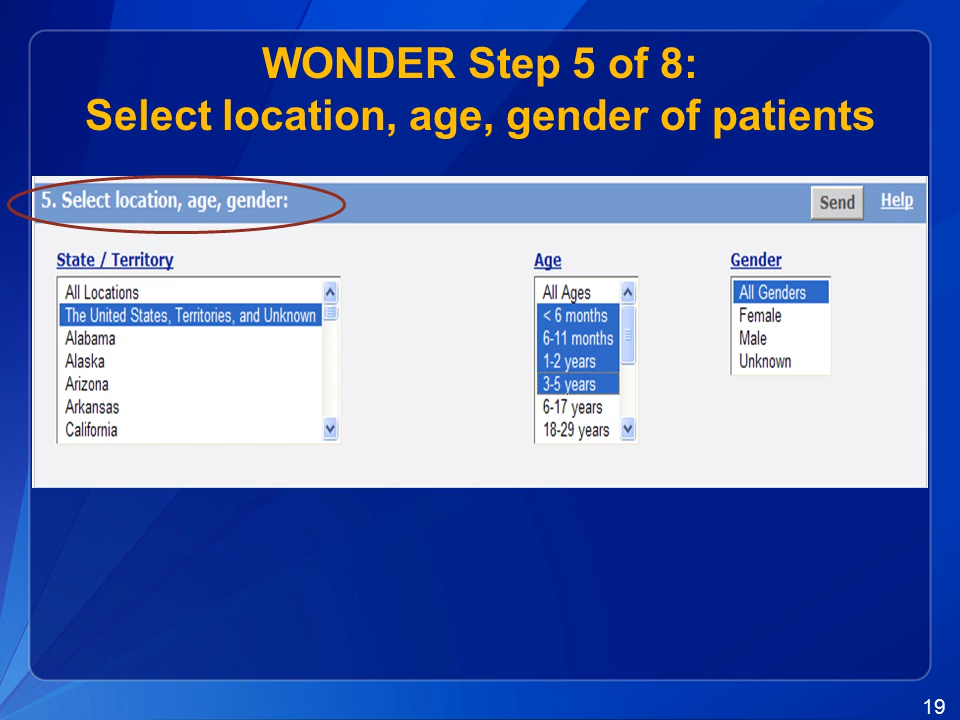 WONDER Step 5 of 8:
Select location, age, gender of patients
5. Select location, age, gender:
Send
Help
State / Territory
All Locations
The United States, Territories, and Unknown
Alabama
Alaska
Arizona
Arkansas
California
Age
All Ages
< 6 months
6-11 months
1-2 years
3-5 years
6-17 years
18-29 years
Gender
All Genders
Female
Male
Unknown
19